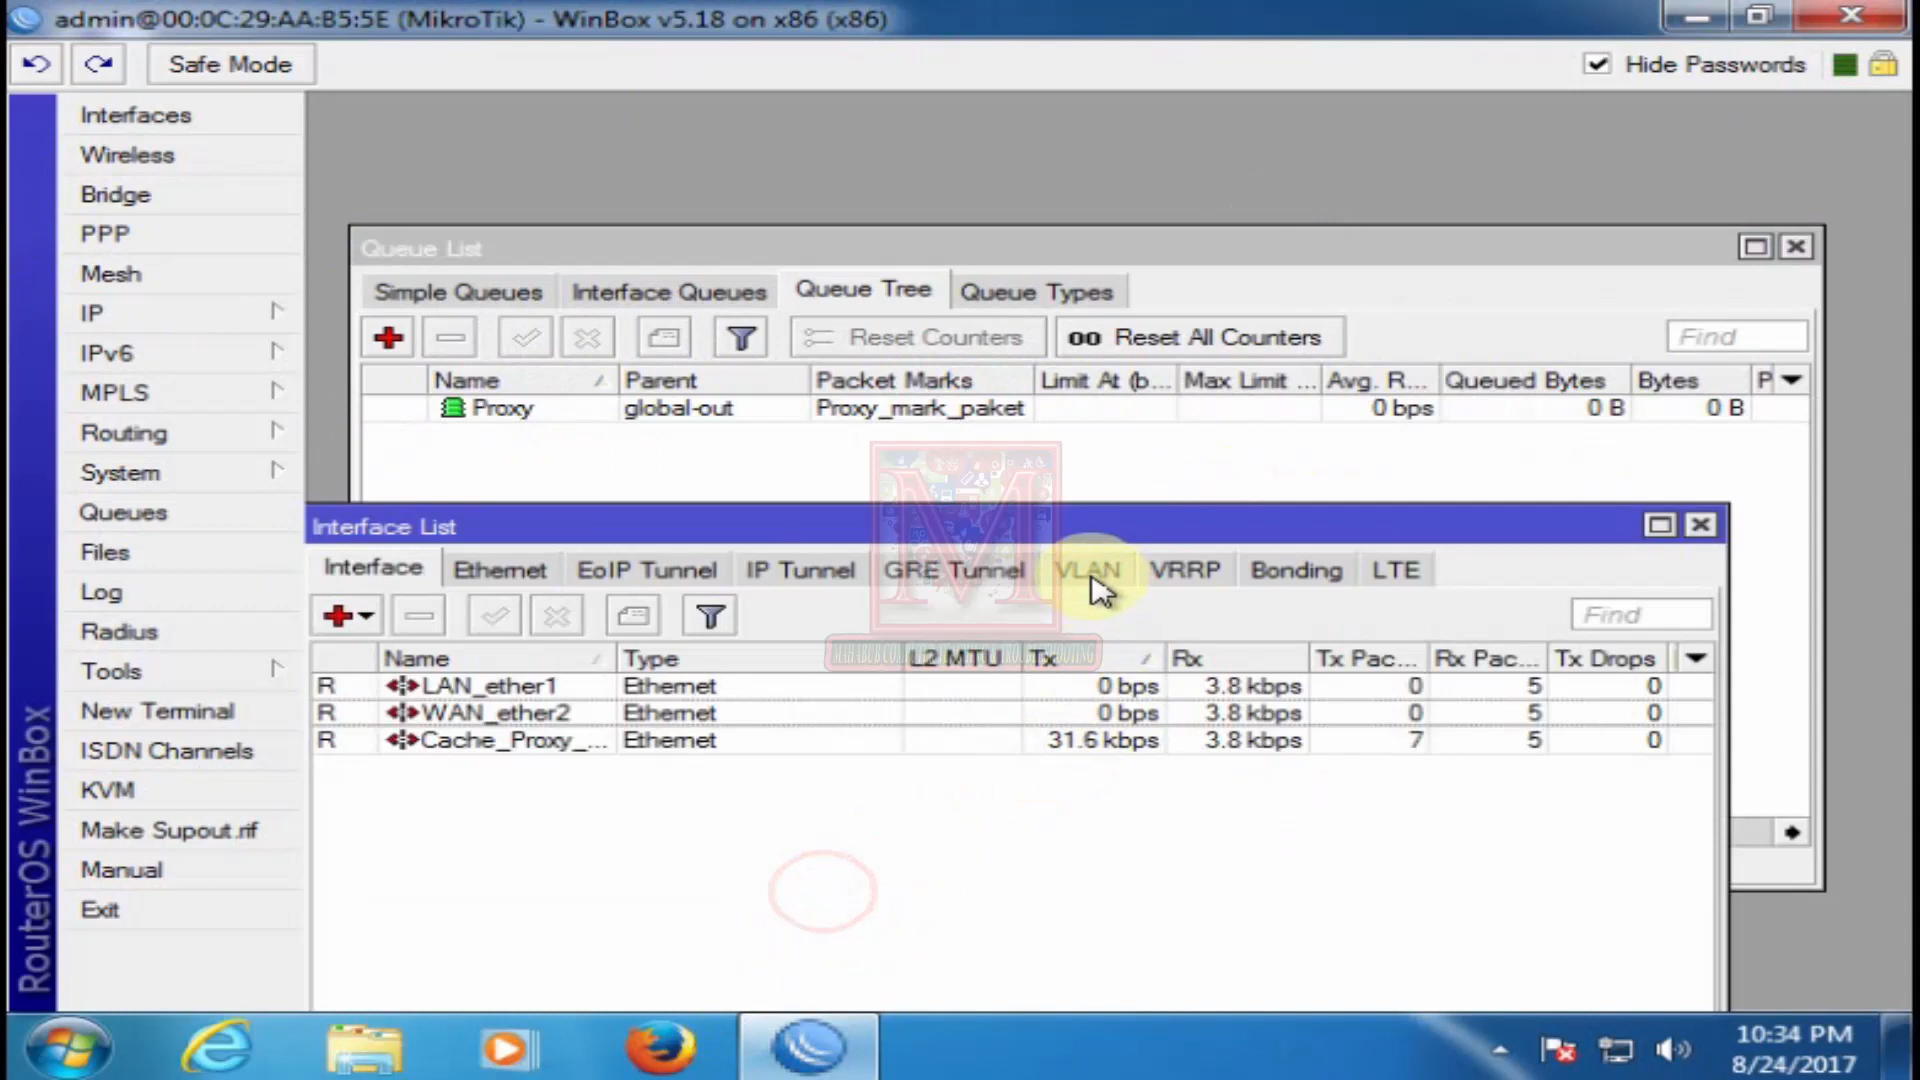 admin@00:0C:29:AA:B5:5E (MikroTik) - WinBox v5.18 on x86 (x86)
Safe Mode
Hide Passwords
Interfaces
Wireless
Bridge
PPP
Mesh
IP
IPv6
MPLS
Routing
System
Queues
Files
Log
Radius
Tools
New Terminal
ISDN Channels
KVM
Make Supout.rif
Manual
Exit
RouterOS WinBox
Queue List
Simple Queues Interface Queues Queue Tree Queue Types
Reset Counters 00 Reset All Counters Find
Name Parent Packet Marks Limit At (b... Max Limit ... Avg. R... Queued Bytes Bytes P
Proxy global-out Proxy_mark_paket 0 bps 0 B 0 B
Interface List
Interface Ethernet EoIP Tunnel IP Tunnel GRE Tunnel VLAN VRRP Bonding LTE
Find
Name Type L2 MTU Tx Rx Tx Pac... Rx Pac... Tx Drops
R LAN_ether1 Ethernet 0 bps 3.8 kbps 0 5 0
R WAN_ether2 Ethernet 0 bps 3.8 kbps 0 5 0
R Cache_Proxy_... Ethernet 31.6 kbps 3.8 kbps 7 5 0
10:34 PM
8/24/2017